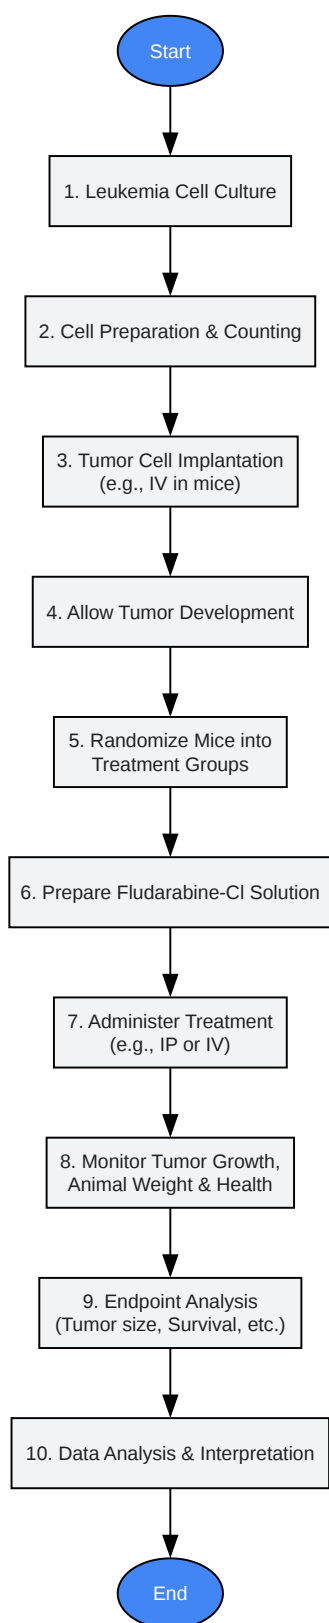 Start
1. Leukemia Cell Culture
2. Cell Preparation & Counting
3. Tumor Cell Implantation
(e.g., IV in mice)
4. Allow Tumor Development
5. Randomize Mice into
Treatment Groups
6. Prepare Fludarabine-Cl Solution
7. Administer Treatment
(e.g., IP or IV)
8. Monitor Tumor Growth,
Animal Weight & Health
9. Endpoint Analysis
(Tumor size, Survival, etc.)
10. Data Analysis & Interpretation
End